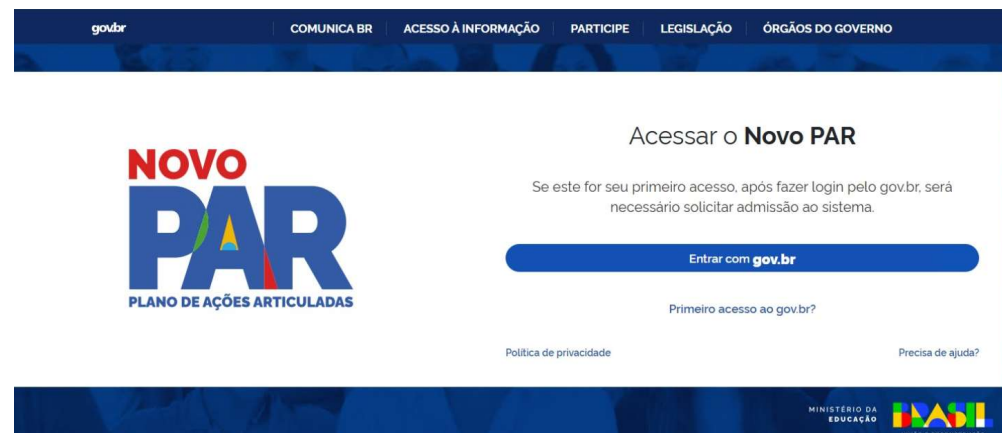 gov.br COMUNICA BR ACESSO À INFORMAÇÃO PARTICIPE LEGISLAÇÃO ÓRGÃOS DO GOVERNO
NOVO
PAR
PLANO DE AÇÕES ARTICULADAS
Acessar o Novo PAR
Se este for seu primeiro acesso, após fazer login pelo gov.br, será
necessário solicitar admissão ao sistema.
Entrar com gov.br
Primeiro acesso ao gov.br?
Política de privacidade
Precisa de ajuda?
MINISTÉRIO DA
EDUCAÇÃO
BRASIL